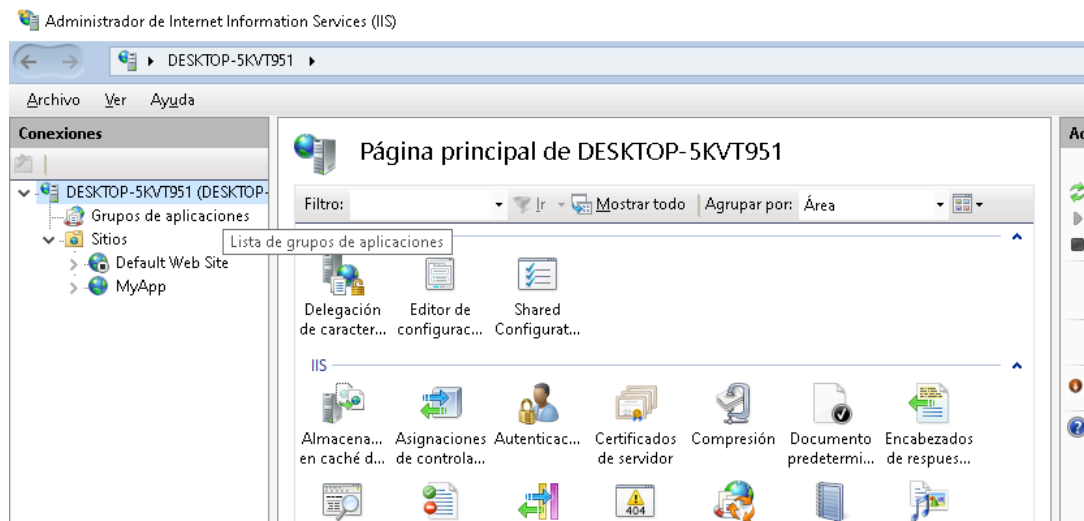 Administrador de Internet Information Services (IIS)
DESKTOP-5KVT951
Archivo Ver Ayuda
Conexiones
DESKTOP-5KVT951 (DESKTOP-
Grupos de aplicaciones
Sitios
Lista de grupos de aplicaciones
Default Web Site
MyApp
Página principal de DESKTOP-5KVT951
Filtro: Ir Mostrar todo Agrupar por: Área
Delegación de caracter...
Editor de configurac...
Shared Configurat...
IIS
Almacena... en caché d...
Asignaciones de controla...
Autenticac...
Certificados de servidor
Compresión
Documento predetermi...
Encabezados de respues...
404
Ac